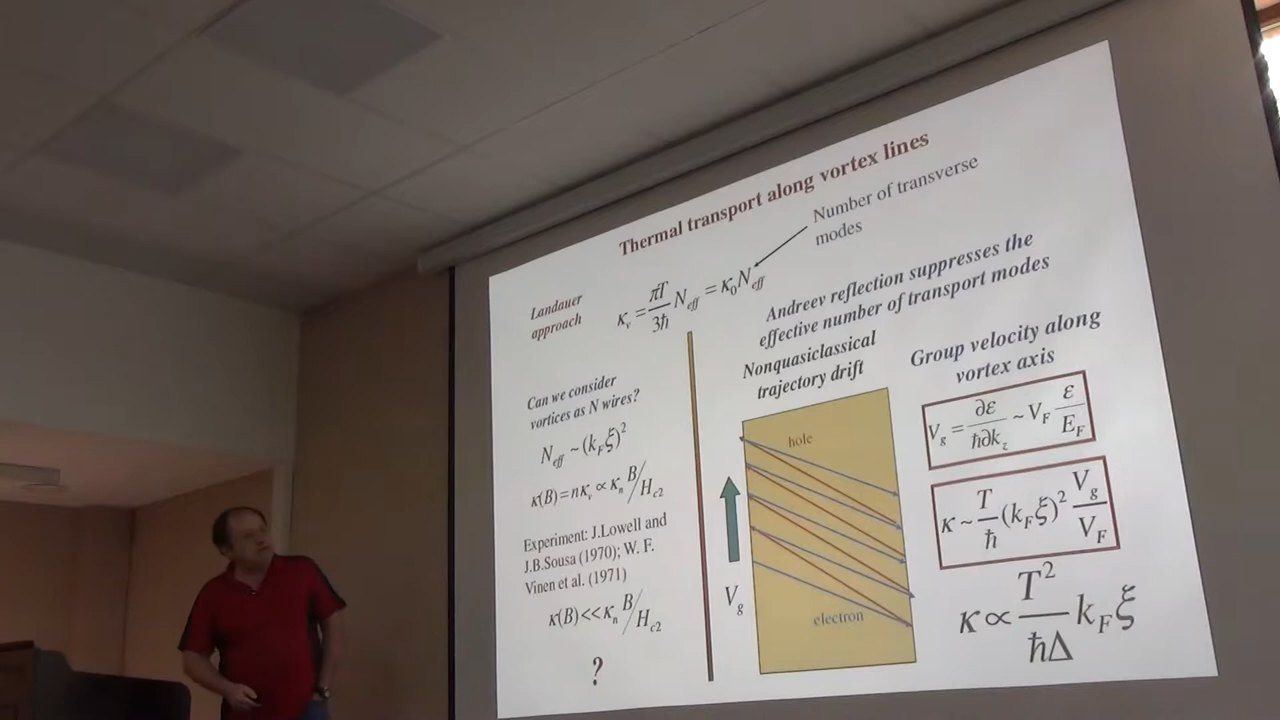 Thermal transport along vortex lines
Number of transverse
modes
Landauer
approach
κ_v = πT/3ħ N_eff = κ_0 N_eff
Andreev reflection suppresses the
effective number of transport modes
Can we consider
vortices as N wires?
N_eff ~ (k_F ξ)^2
κ(B) = nκ_v ∝ κ_n B/H_c2
Experiment: J.Lowell and
J.B.Sousa (1970); W. F.
Vinen et al. (1971)
κ(B) << κ_n B/H_c2
?
Nonquasiclassical
trajectory drift
hole
V_g
electron
Group velocity along
vortex axis
V_g = ∂ε/ħ∂k_z ~ V_F ε/E_F
κ ~ T/ħ (k_F ξ)^2 V_g/V_F
κ ∝ T^2/ħΔ k_F ξ